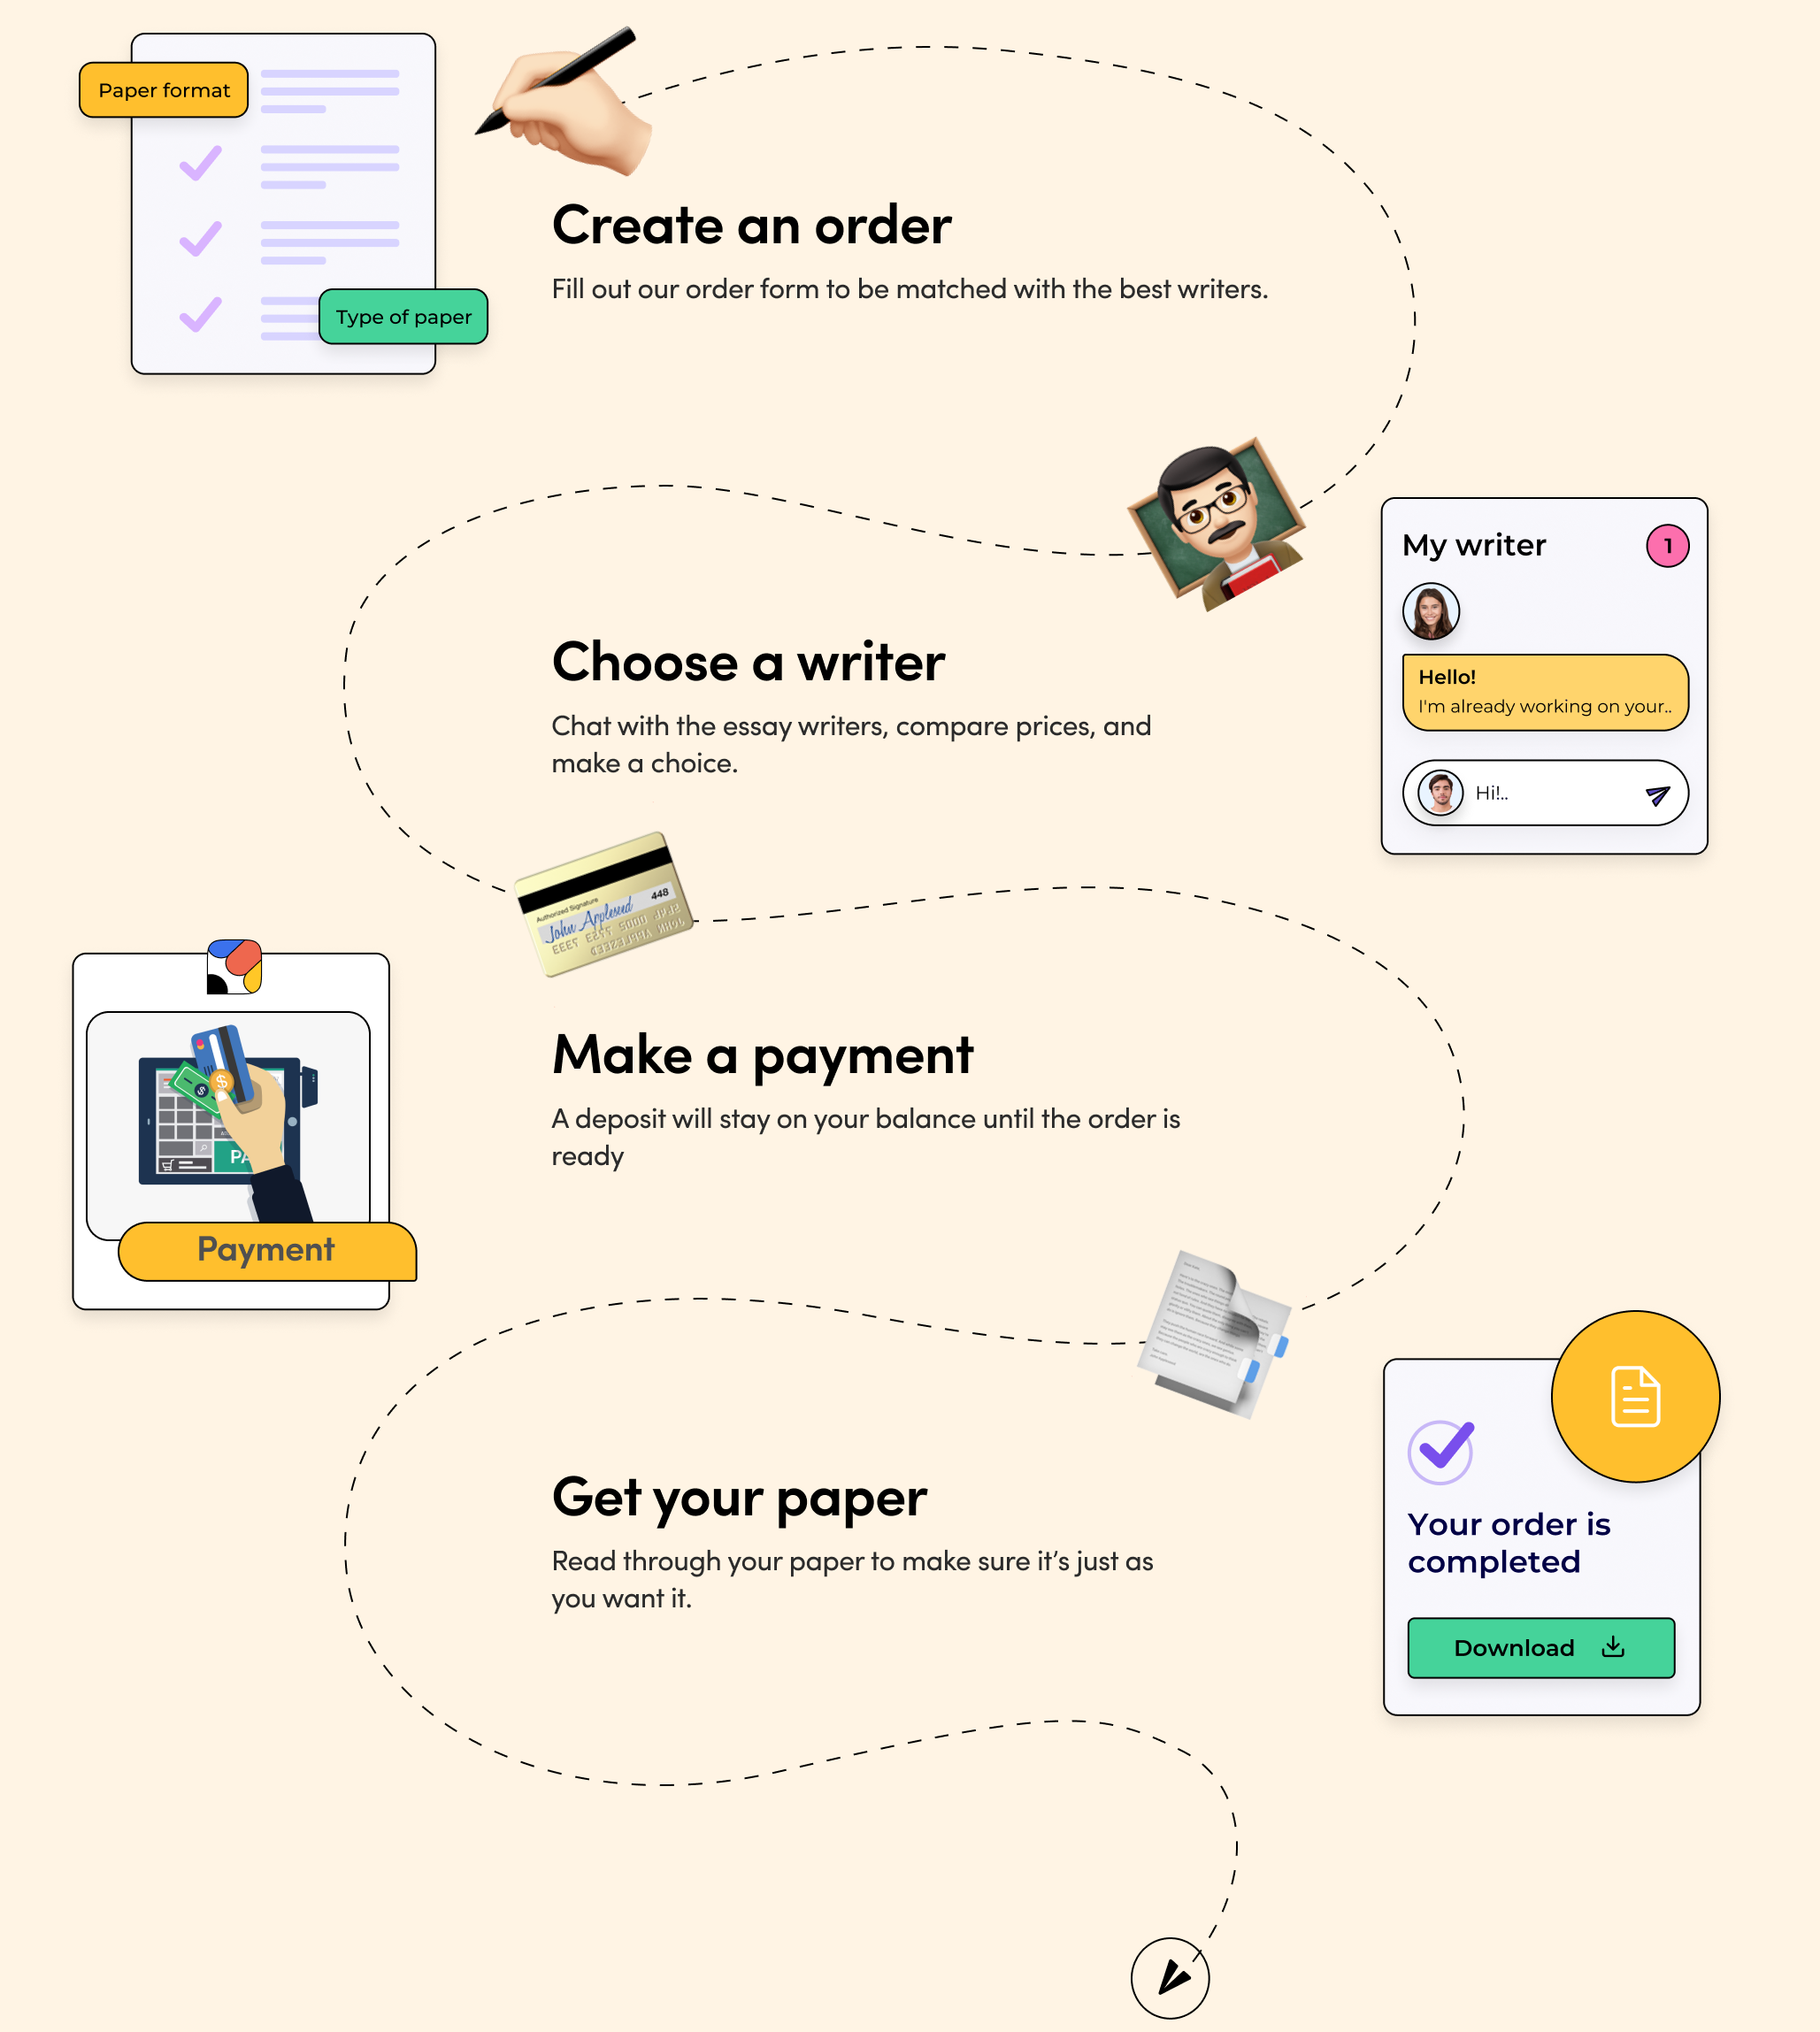 Paper format
Type of paper
Create an order
Fill out our order form to be matched with the best writers.
My writer
1
Hello!
I'm already working on your..
Hi!..
Choose a writer
Chat with the essay writers, compare prices, and
make a choice.
Authorized Signature
448
John Appleseed
Make a payment
A deposit will stay on your balance until the order is
ready
PA
Payment
Get your paper
Read through your paper to make sure it’s just as
you want it.
Your order is
completed
Download